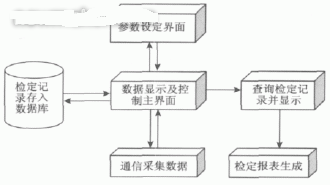 参数设定界面
检定记
录存入
数据库
数据显示及控
制主界面
查询检定记
录并显示
通信采集数据
检定报表生成